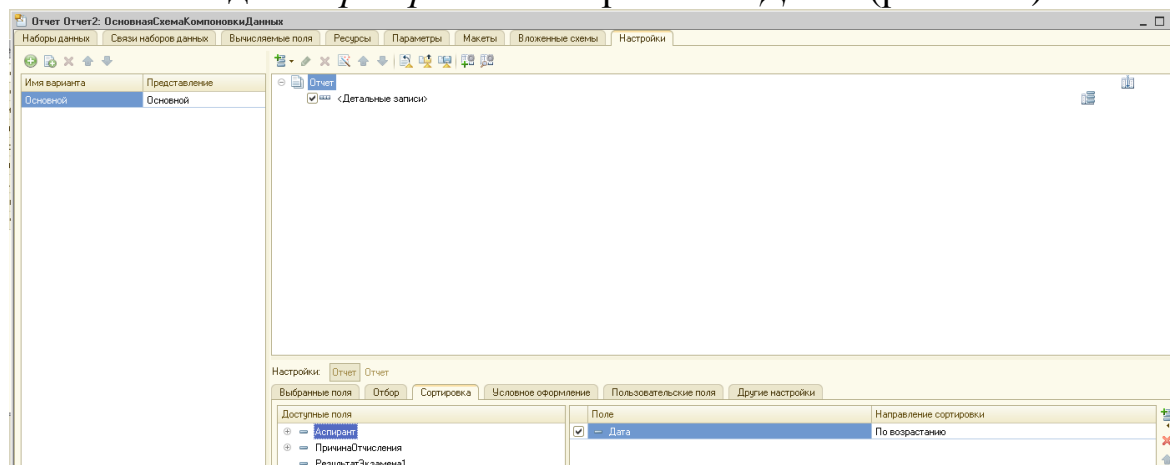 Отчет Отчет2: ОсновнаяСхемаКомпоновкиДанных
Наборы данных Связи наборов данных Вычисляемые поля Ресурсы Параметры Макеты Вложенные схемы Настройки
Имя варианта Представление
Основной Основной
Отчет
<Детальные записи>
Настройки: Отчет Отчет
Выбранные поля Отбор Сортировка Условное оформление Пользовательские поля Другие настройки
Доступные поля Поле Направление сортировки
Аспирант Дата По возрастанию
ПричинаОтчисления
РезультатЭкзамена1